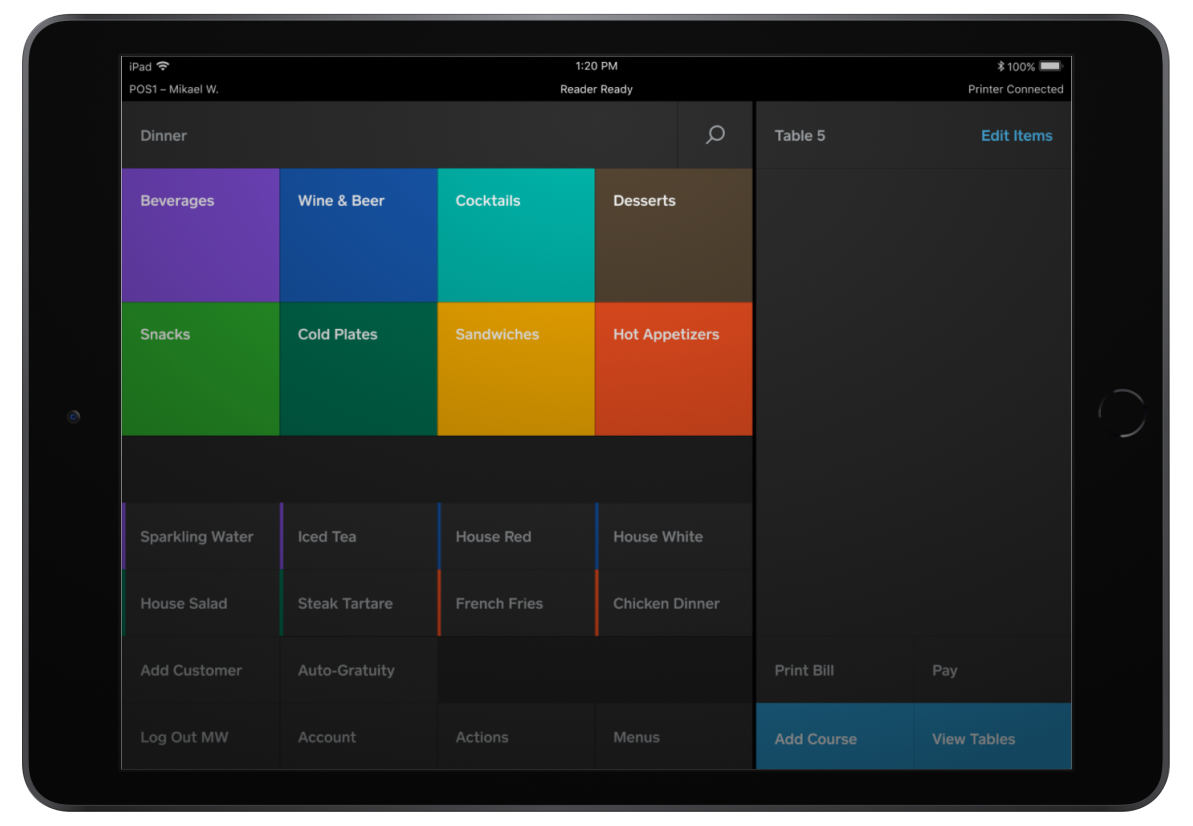 iPad 1:20 PM 100%
POS1 – Mikael W. Reader Ready Printer Connected
Dinner Table 5 Edit Items
Beverages Wine & Beer Cocktails Desserts
Snacks Cold Plates Sandwiches Hot Appetizers
Sparkling Water Iced Tea House Red House White
House Salad Steak Tartare French Fries Chicken Dinner
Add Customer Auto-Gratuity Print Bill Pay
Log Out MW Account Actions Menus Add Course View Tables